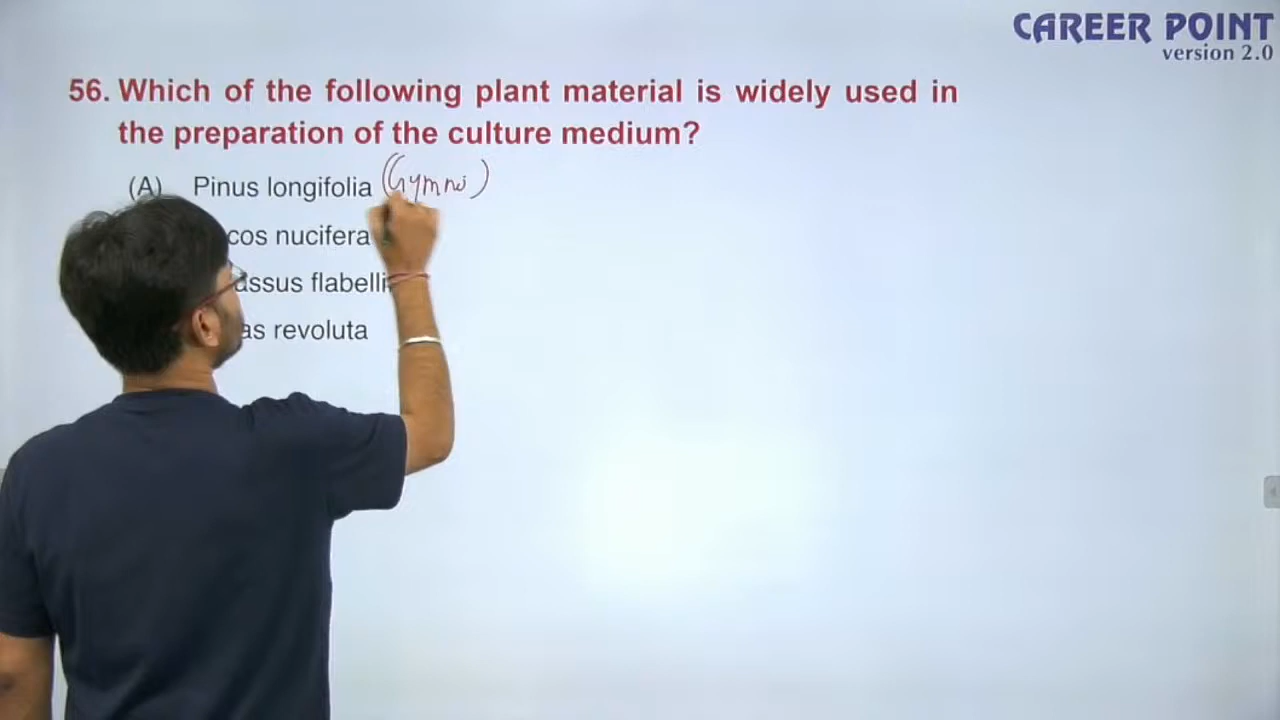 CAREER POINT
version 2.0
56. Which of the following plant material is widely used in
the preparation of the culture medium?
(A) Pinus longifolia (Gymno)
cos nucifera
assus flabelli
as revoluta